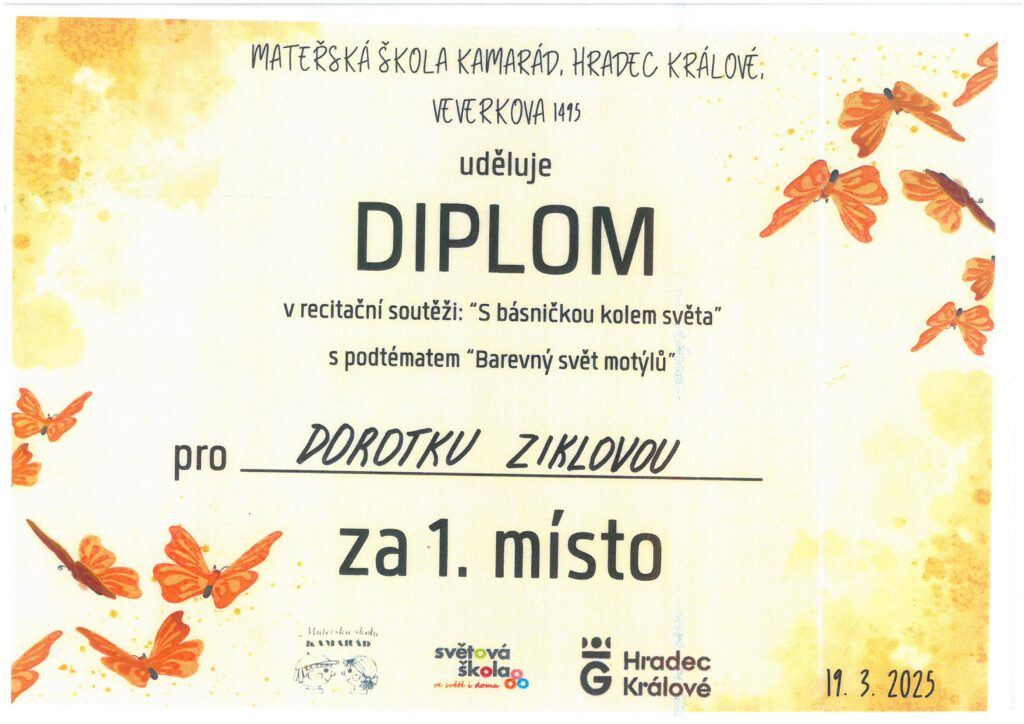 MATEŘSKÁ ŠKOLA KAMARÁD, HRADEC KRÁLOVÉ,
VEVERKOVA 1495
uděluje
DIPLOM
v recitační soutěži: “S básničkou kolem světa”
s podtématem “Barevný svět motýlů”
pro DOROTKU ZIKLOVOU
za 1. místo
Mateřská škola
KAMARÁD
světová
škola
ve světě i doma
Hradec
Králové
19. 3. 2025